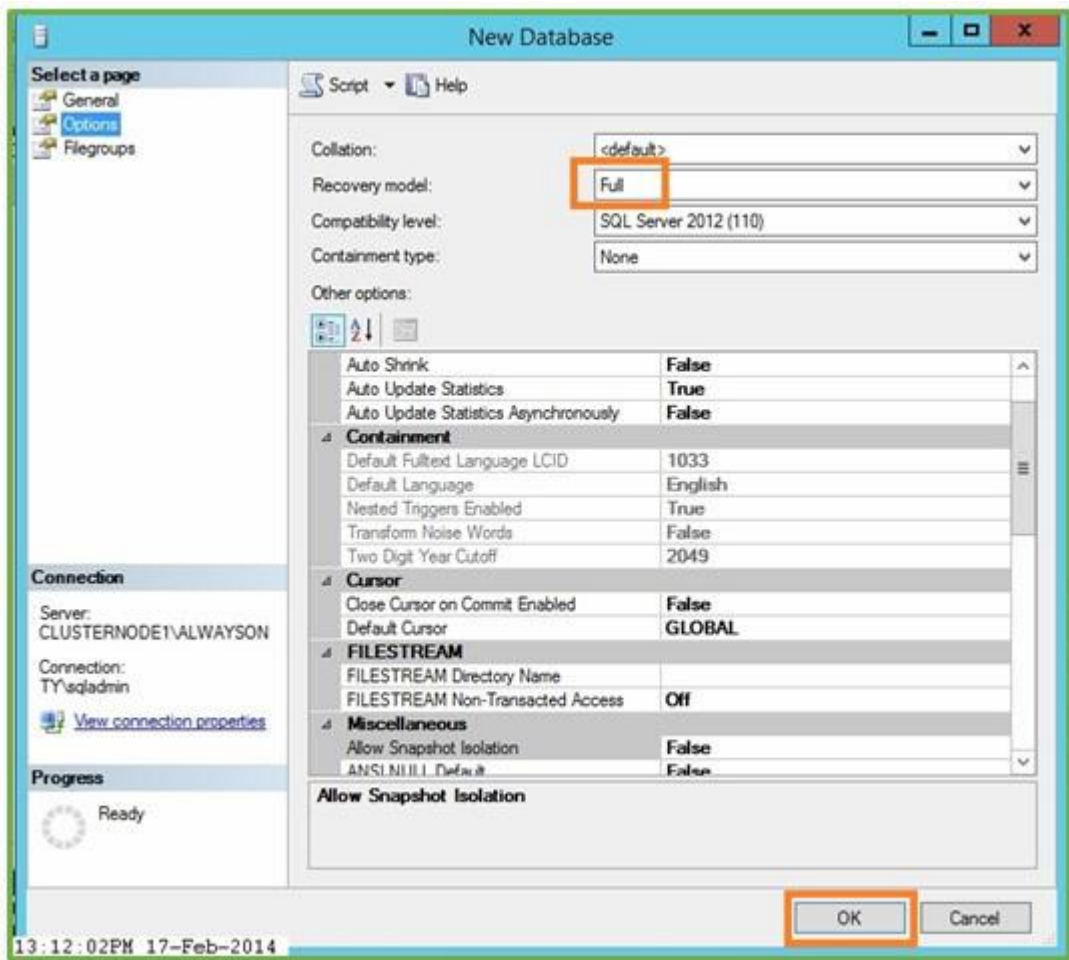 New Database
Select a page
General
Options
Filegroups
Script Help
Collation: <default>
Recovery model: Full
Compatibility level: SQL Server 2012 (110)
Containment type: None
Other options:
Auto Shrink False
Auto Update Statistics True
Auto Update Statistics Asynchronously False
Containment
Default Fulltext Language LCID 1033
Default Language English
Nested Triggers Enabled True
Transform Noise Words False
Two Digit Year Cutoff 2049
Cursor
Close Cursor on Commit Enabled False
Default Cursor GLOBAL
FILESTREAM
FILESTREAM Directory Name
FILESTREAM Non-Transacted Access Off
Miscellaneous
Allow Snapshot Isolation False
ANSI NULL Default False
Allow Snapshot Isolation
Connection
Server:
CLUSTERNODE1\ALWAYSON
Connection:
TY\sqladmin
View connection properties
Progress
Ready
OK Cancel
13:12:02PM 17-Feb-2014